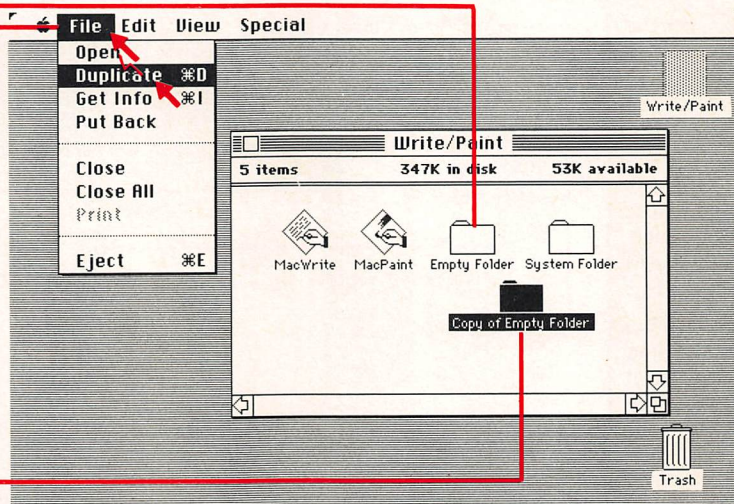 File Edit View Special
Open
Duplicate ⌘D
Get Info ⌘I
Put Back
Close
Close All
Print
Eject ⌘E
Write/Paint
Write/Paint
5 items 347K in disk 53K available
MacWrite MacPaint Empty Folder System Folder
Copy of Empty Folder
Trash